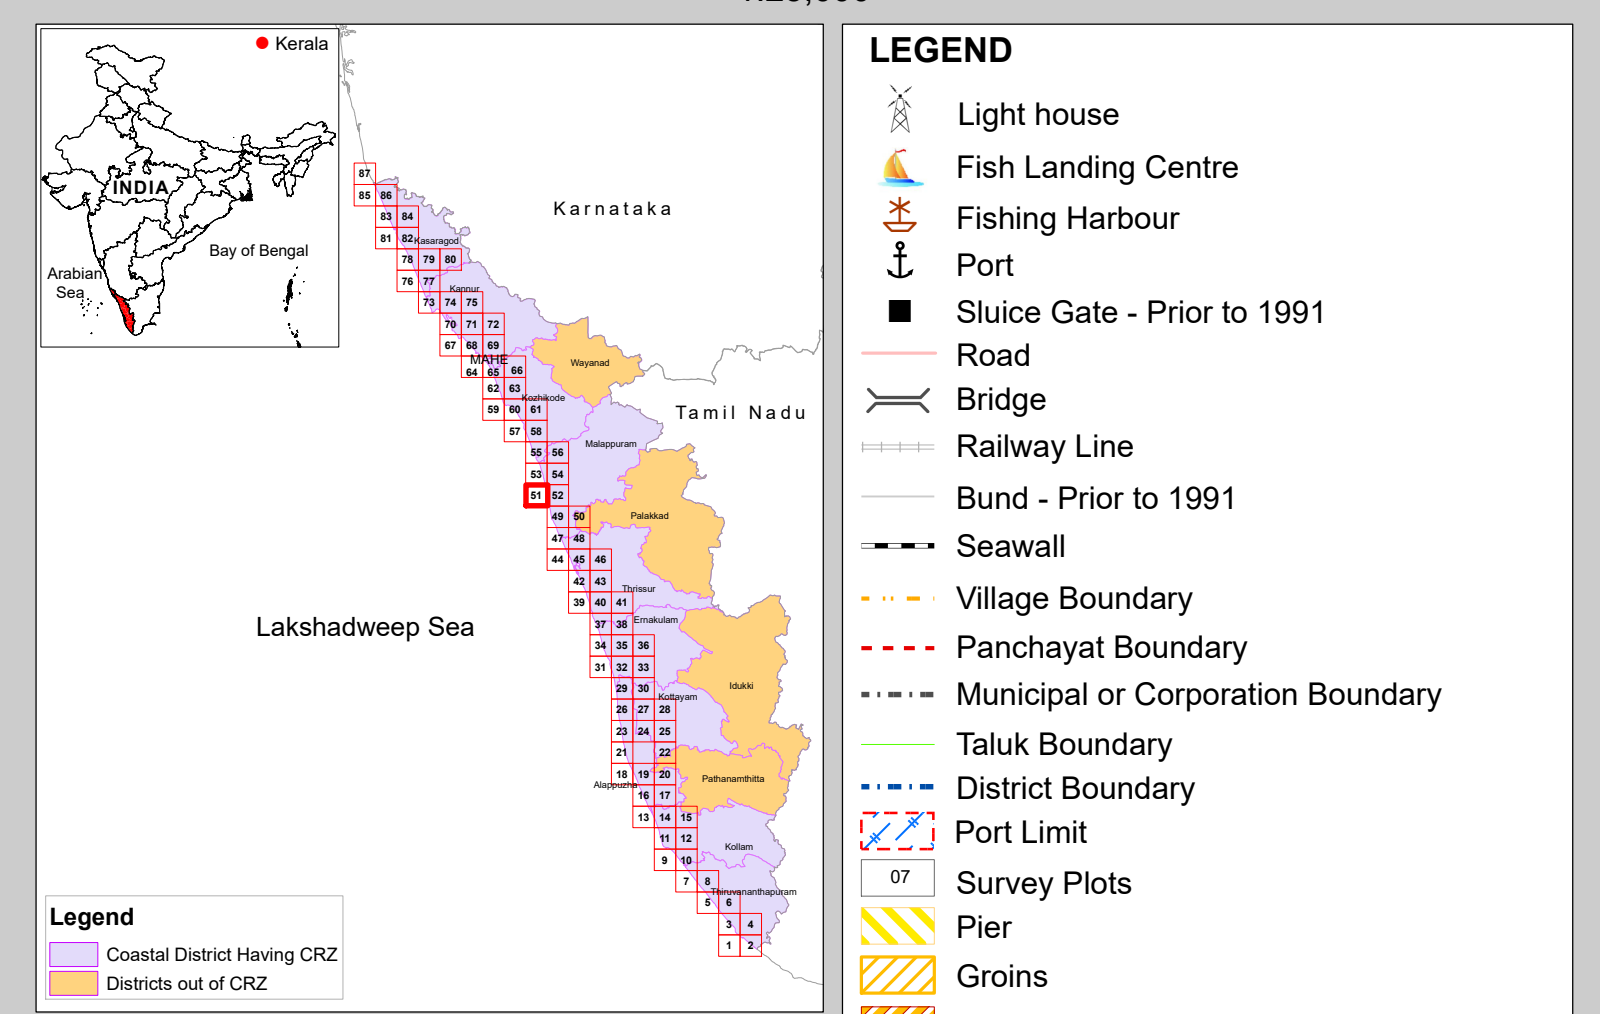 Kerala
INDIA
Bay of Bengal
Arabian
Sea
Karnataka
87
85 86
83 84
81 82 Kasaragod
78 79 80
76 77
Kannur
73 74 75
70 71 72
67 68 69
MAHE
64 65 66
Wayanad
62 63
Kozhikode
59 60 61
Tamil Nadu
57 58
Malappuram
55 56
53 54
51 52
49 50
Palakkad
47 48
44 45 46
42 43
Thrissur
39 40 41
Ernakulam
37 38
Lakshadweep Sea
34 35 36
31 32 33
29 30
Idukki
Kottayam
26 27 28
23 24 25
21 22
18 19 20
Pathanamthitta
Alappuzha
16 17
13 14 15
11 12
Kollam
9 10
7 8
Thiruvananthapuram
5 6
3 4
1 2
Legend
Coastal District Having CRZ
Districts out of CRZ
LEGEND
Light house
Fish Landing Centre
Fishing Harbour
Port
Sluice Gate - Prior to 1991
Road
Bridge
Railway Line
Bund - Prior to 1991
Seawall
Village Boundary
Panchayat Boundary
Municipal or Corporation Boundary
Taluk Boundary
District Boundary
Port Limit
07 Survey Plots
Pier
Groins